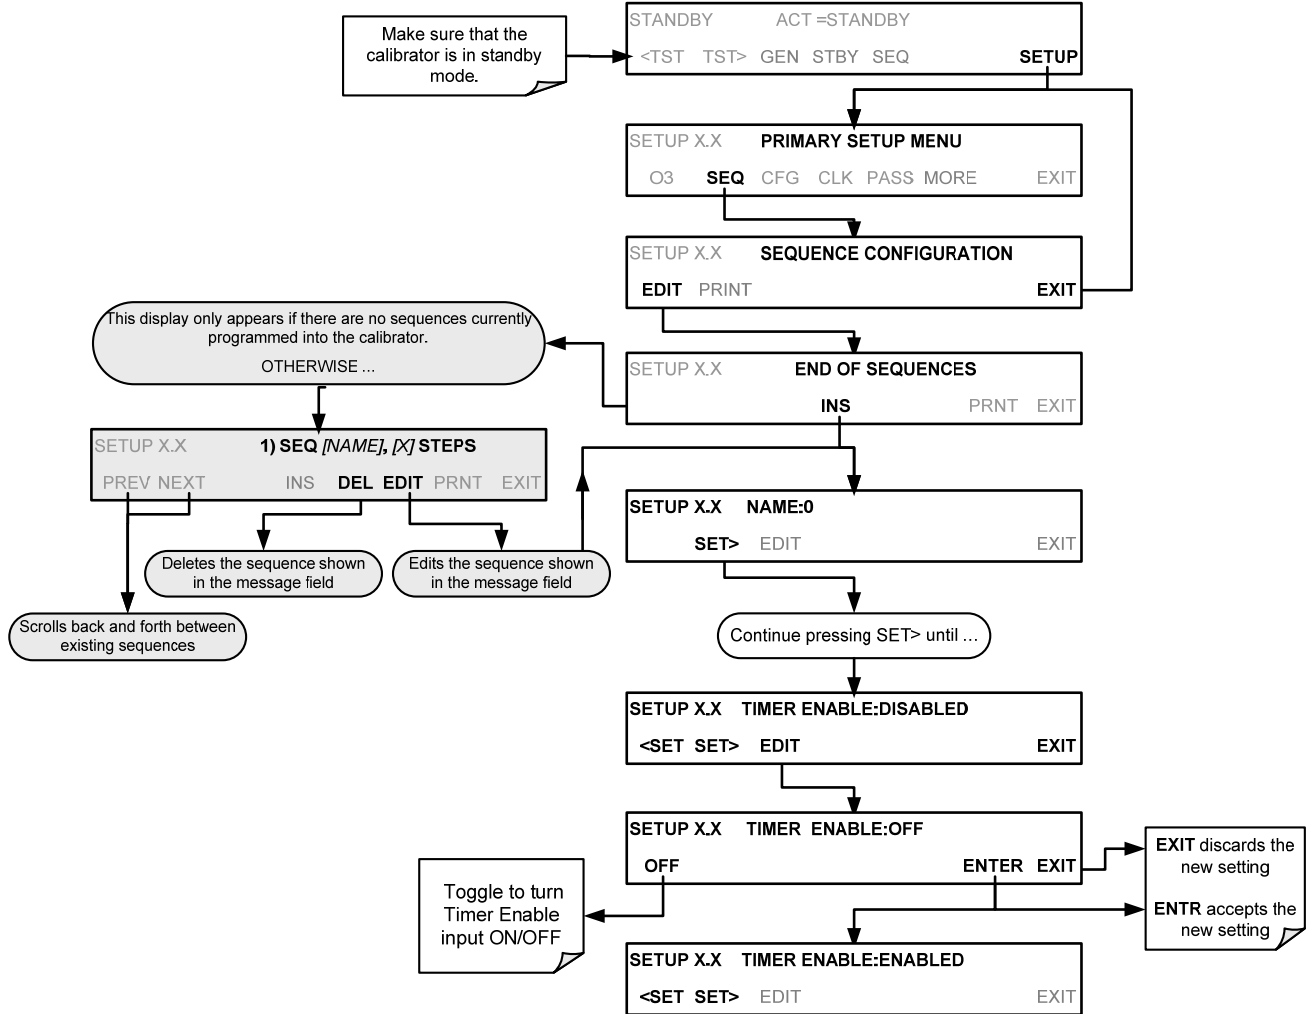 Make sure that the
calibrator is in standby
mode.
STANDBY ACT =STANDBY
<TST TST> GEN STBY SEQ SETUP
SETUP X.X PRIMARY SETUP MENU
O3 SEQ CFG CLK PASS MORE EXIT
SETUP X.X SEQUENCE CONFIGURATION
EDIT PRINT EXIT
This display only appears if there are no sequences currently
programmed into the calibrator.
OTHERWISE ...
SETUP X.X END OF SEQUENCES
INS PRNT EXIT
SETUP X.X 1) SEQ [NAME], [X] STEPS
PREV NEXT INS DEL EDIT PRNT EXIT
Deletes the sequence shown
in the message field
Edits the sequence shown
in the message field
Scrolls back and forth between
existing sequences
SETUP X.X NAME:0
SET> EDIT EXIT
Continue pressing SET> until ...
SETUP X.X TIMER ENABLE:DISABLED
<SET SET> EDIT EXIT
SETUP X.X TIMER ENABLE:OFF
OFF ENTER EXIT
Toggle to turn
Timer Enable
input ON/OFF
EXIT discards the
new setting
ENTR accepts the
new setting
SETUP X.X TIMER ENABLE:ENABLED
<SET SET> EDIT EXIT